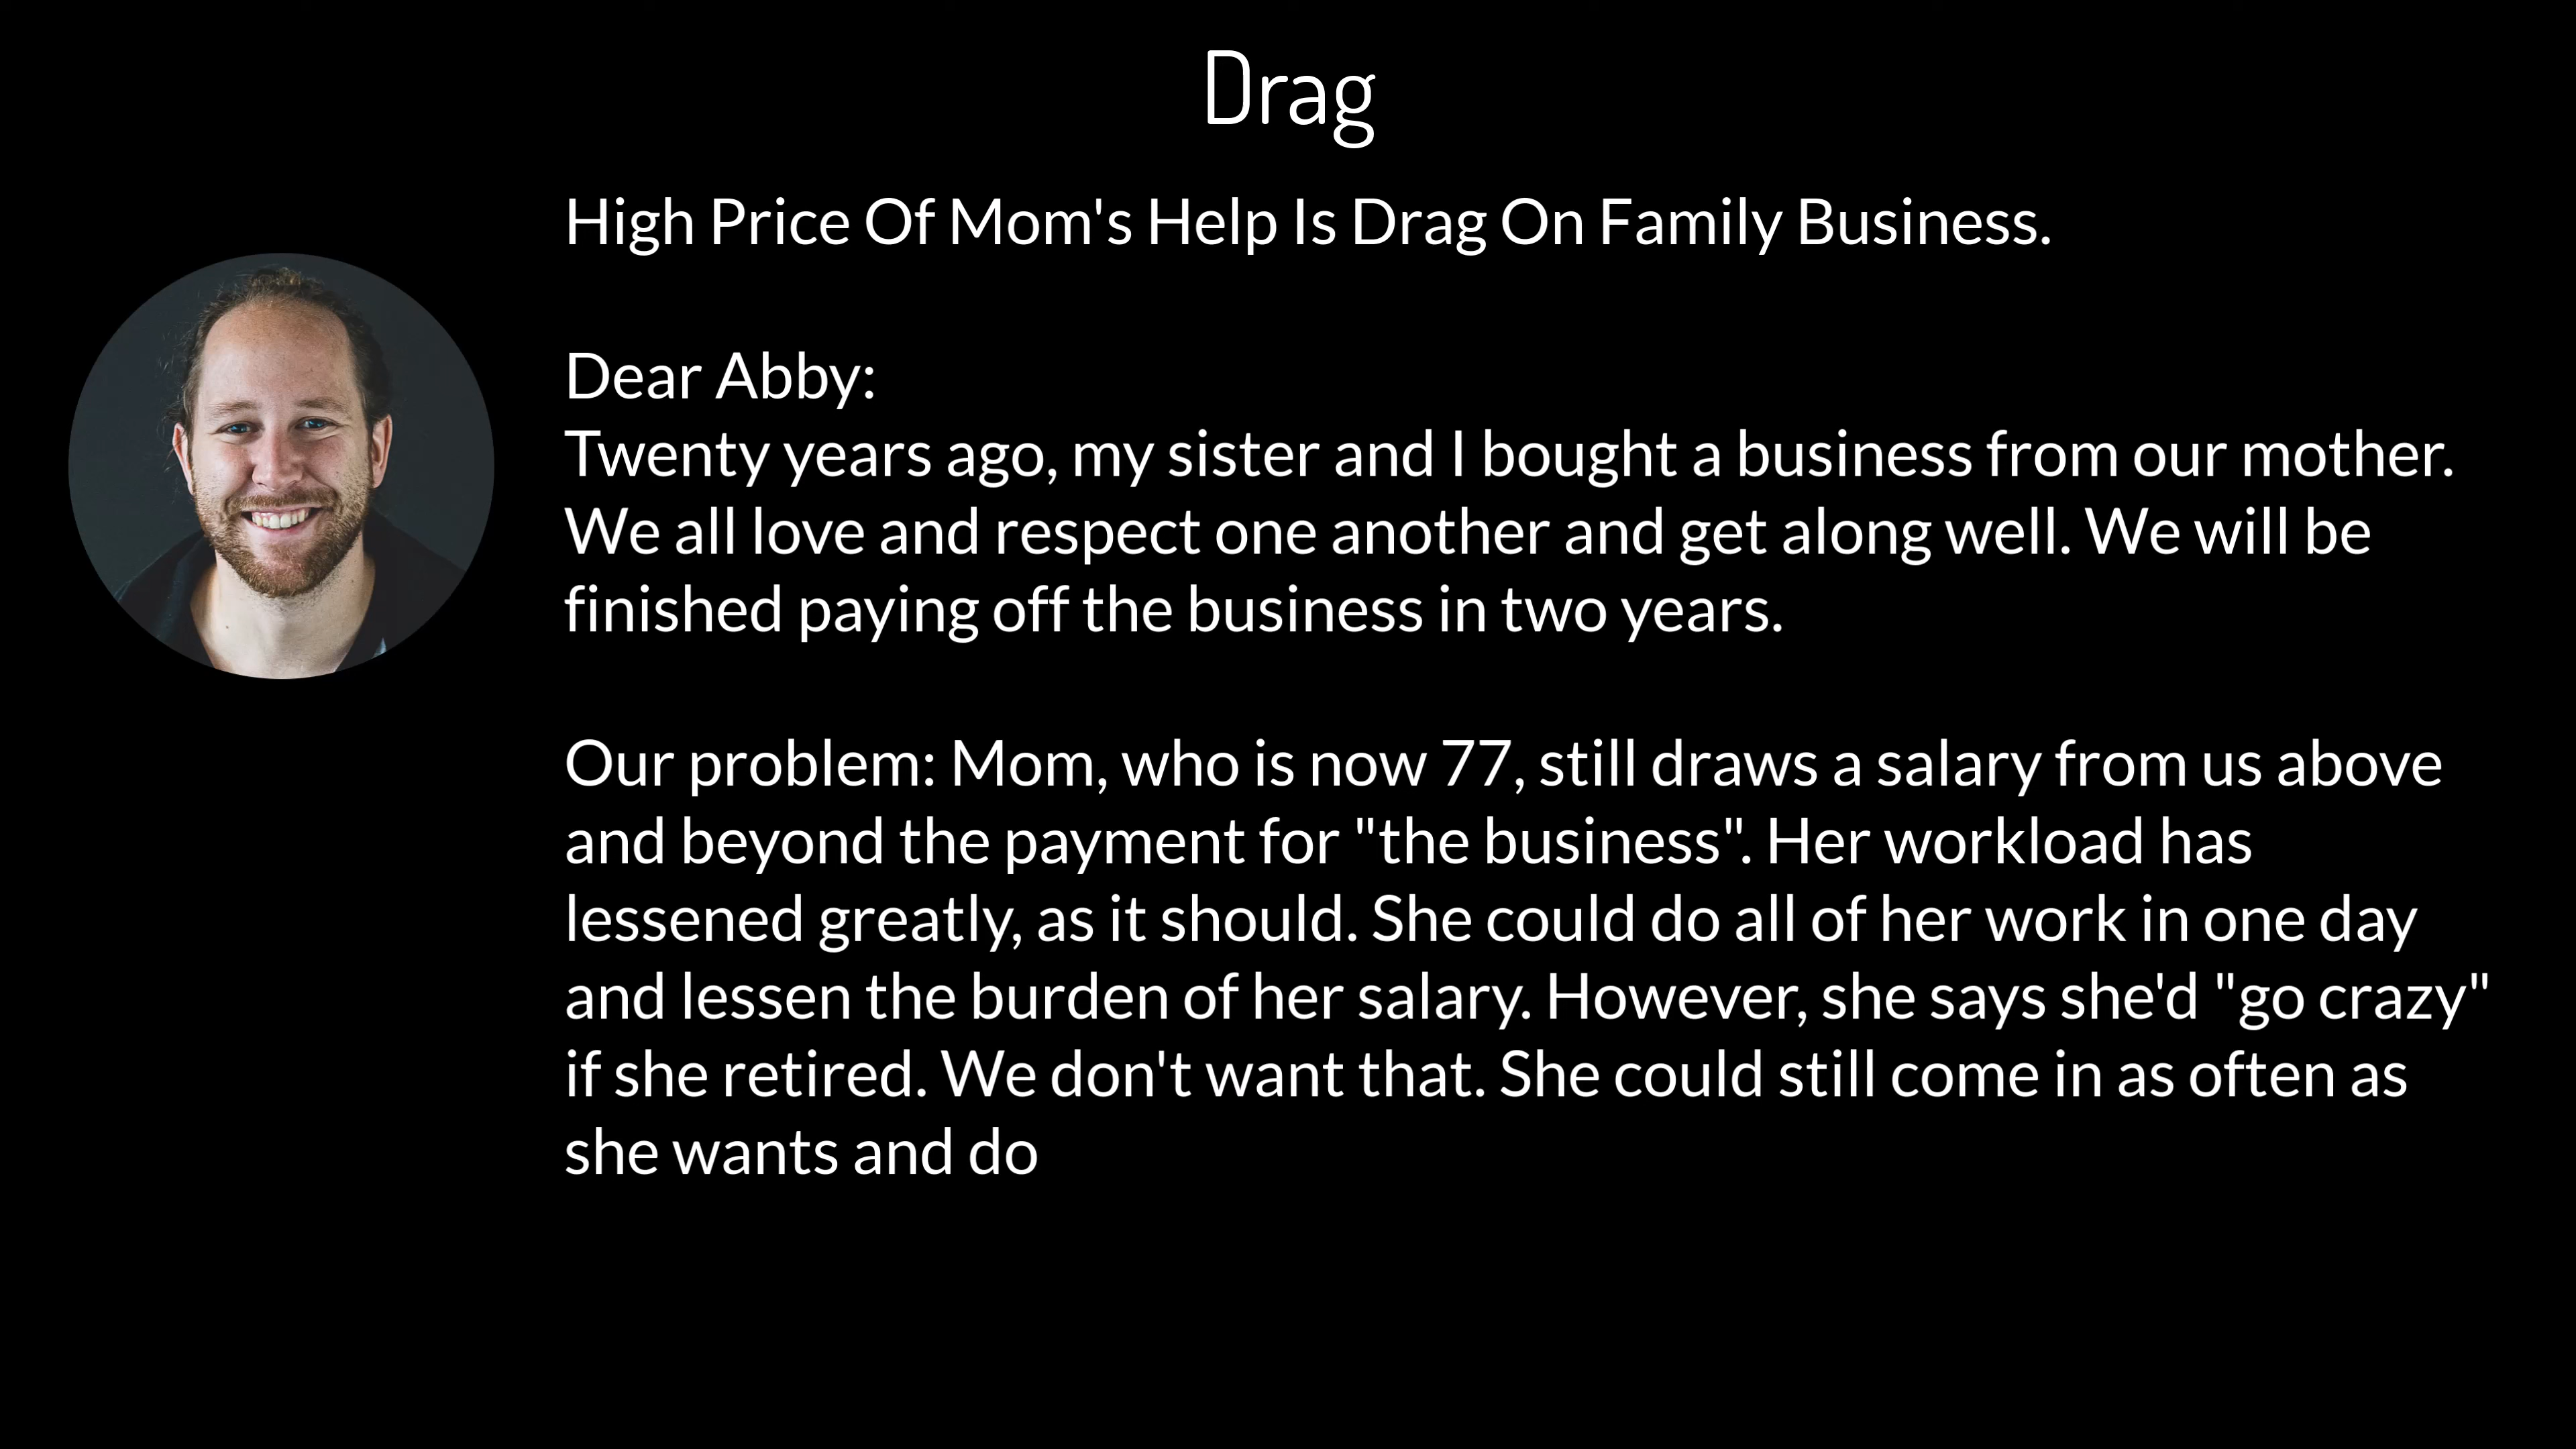 Drag
High Price Of Mom's Help Is Drag On Family Business.
Dear Abby:
Twenty years ago, my sister and I bought a business from our mother.
We all love and respect one another and get along well. We will be
finished paying off the business in two years.
Our problem: Mom, who is now 77, still draws a salary from us above
and beyond the payment for "the business". Her workload has
lessened greatly, as it should. She could do all of her work in one day
and lessen the burden of her salary. However, she says she'd "go crazy"
if she retired. We don't want that. She could still come in as often as
she wants and do